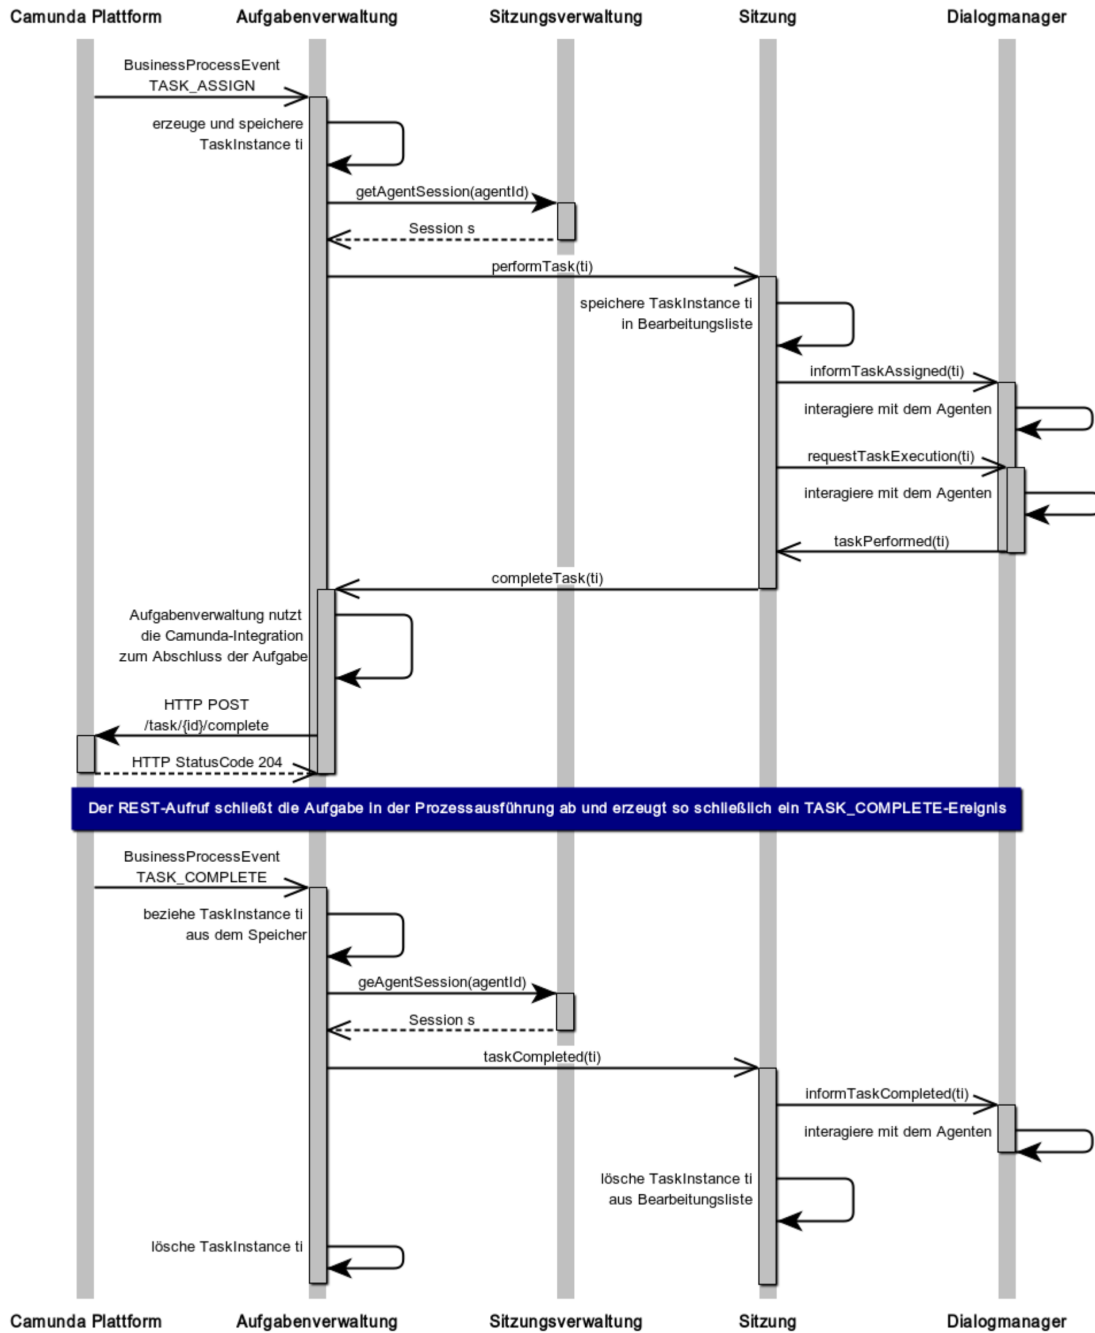 Camunda Plattform Aufgabenverwaltung Sitzungsverwaltung Sitzung Dialogmanager
BusinessProcessEvent
TASK_ASSIGN
erzeuge und speichere
TaskInstance ti
getAgentSession(agentId)
Session s
performTask(ti)
speichere TaskInstance ti
in Bearbeitungsliste
informTaskAssigned(ti)
interagiere mit dem Agenten
requestTaskExecution(ti)
interagiere mit dem Agenten
taskPerformed(ti)
completeTask(ti)
Aufgabenverwaltung nutzt
die Camunda-Integration
zum Abschluss der Aufgabe
HTTP POST
/task/{id}/complete
HTTP StatusCode 204
Der REST-Aufruf schließt die Aufgabe in der Prozessausführung ab und erzeugt so schließlich ein TASK_COMPLETE-Ereignis
BusinessProcessEvent
TASK_COMPLETE
beziehe TaskInstance ti
aus dem Speicher
geAgentSession(agentId)
Session s
taskCompleted(ti)
informTaskCompleted(ti)
interagiere mit dem Agenten
lösche TaskInstance ti
aus Bearbeitungsliste
lösche TaskInstance ti
Camunda Plattform Aufgabenverwaltung Sitzungsverwaltung Sitzung Dialogmanager